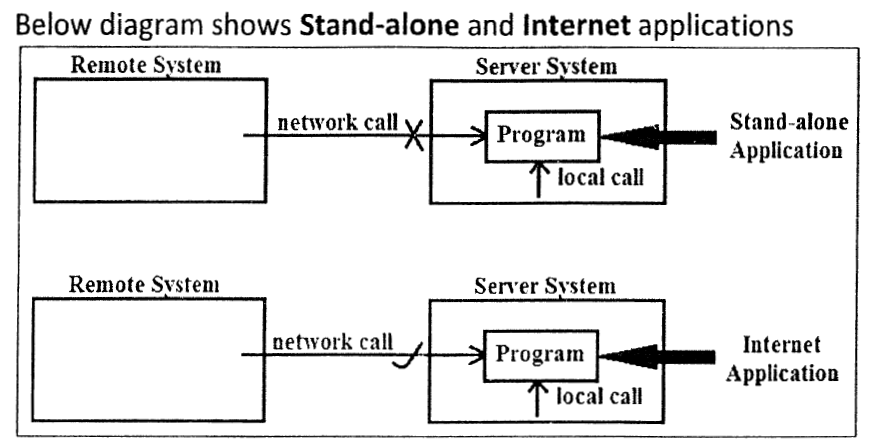 Below diagram shows Stand-alone and Internet applications
Remote System
Server System
network call
Program
local call
Stand-alone
Application
Remote System
Server System
network call
Program
local call
Internet
Application